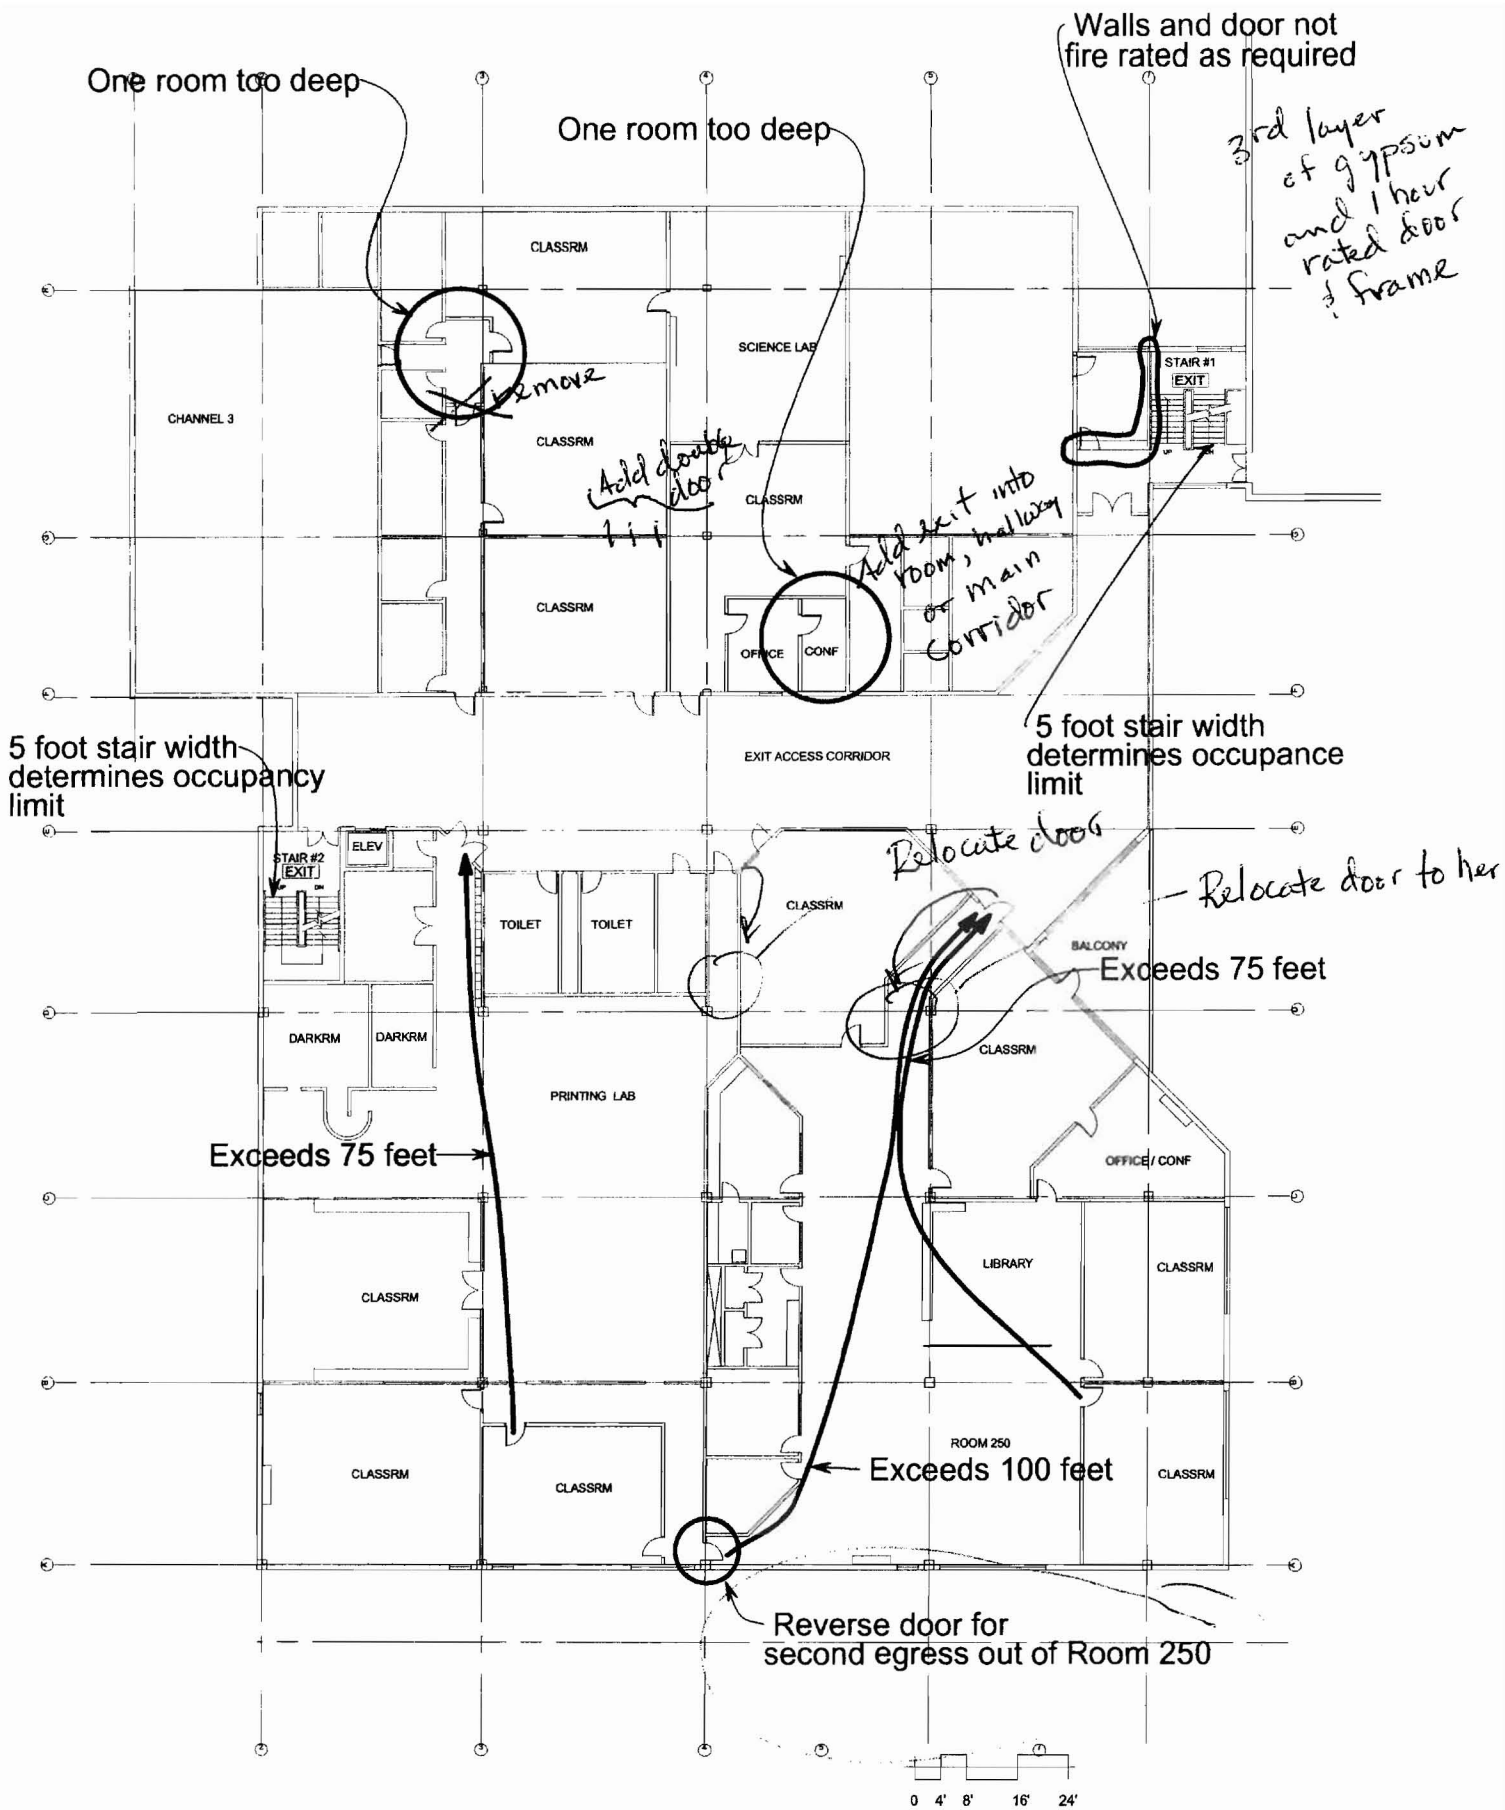 Walls and door not
fire rated as required
One room too deep
One room too deep
3rd layer
of gypsum
and 1 hour
rated door
& frame
CLASSRM
SCIENCE LAB
STAIR #1
EXIT
UP DN
Remove
CHANNEL 3
CLASSRM
Add double
door
CLASSRM
Add exit into
room, hallway
or main
corridor
CLASSRM
OFFICE
CONF
5 foot stair width
determines occupancy
limit
EXIT ACCESS CORRIDOR
5 foot stair width
determines occupance
limit
Relocate door
Relocate door to her
ELEV
STAIR #2
EXIT
UP DN
TOILET
TOILET
CLASSRM
BALCONY
Exceeds 75 feet
DARKRM
DARKRM
CLASSRM
PRINTING LAB
Exceeds 75 feet
OFFICE / CONF
LIBRARY
CLASSRM
CLASSRM
ROOM 250
Exceeds 100 feet
CLASSRM
CLASSRM
CLASSRM
Reverse door for
second egress out of Room 250
0 4' 8' 16' 24'